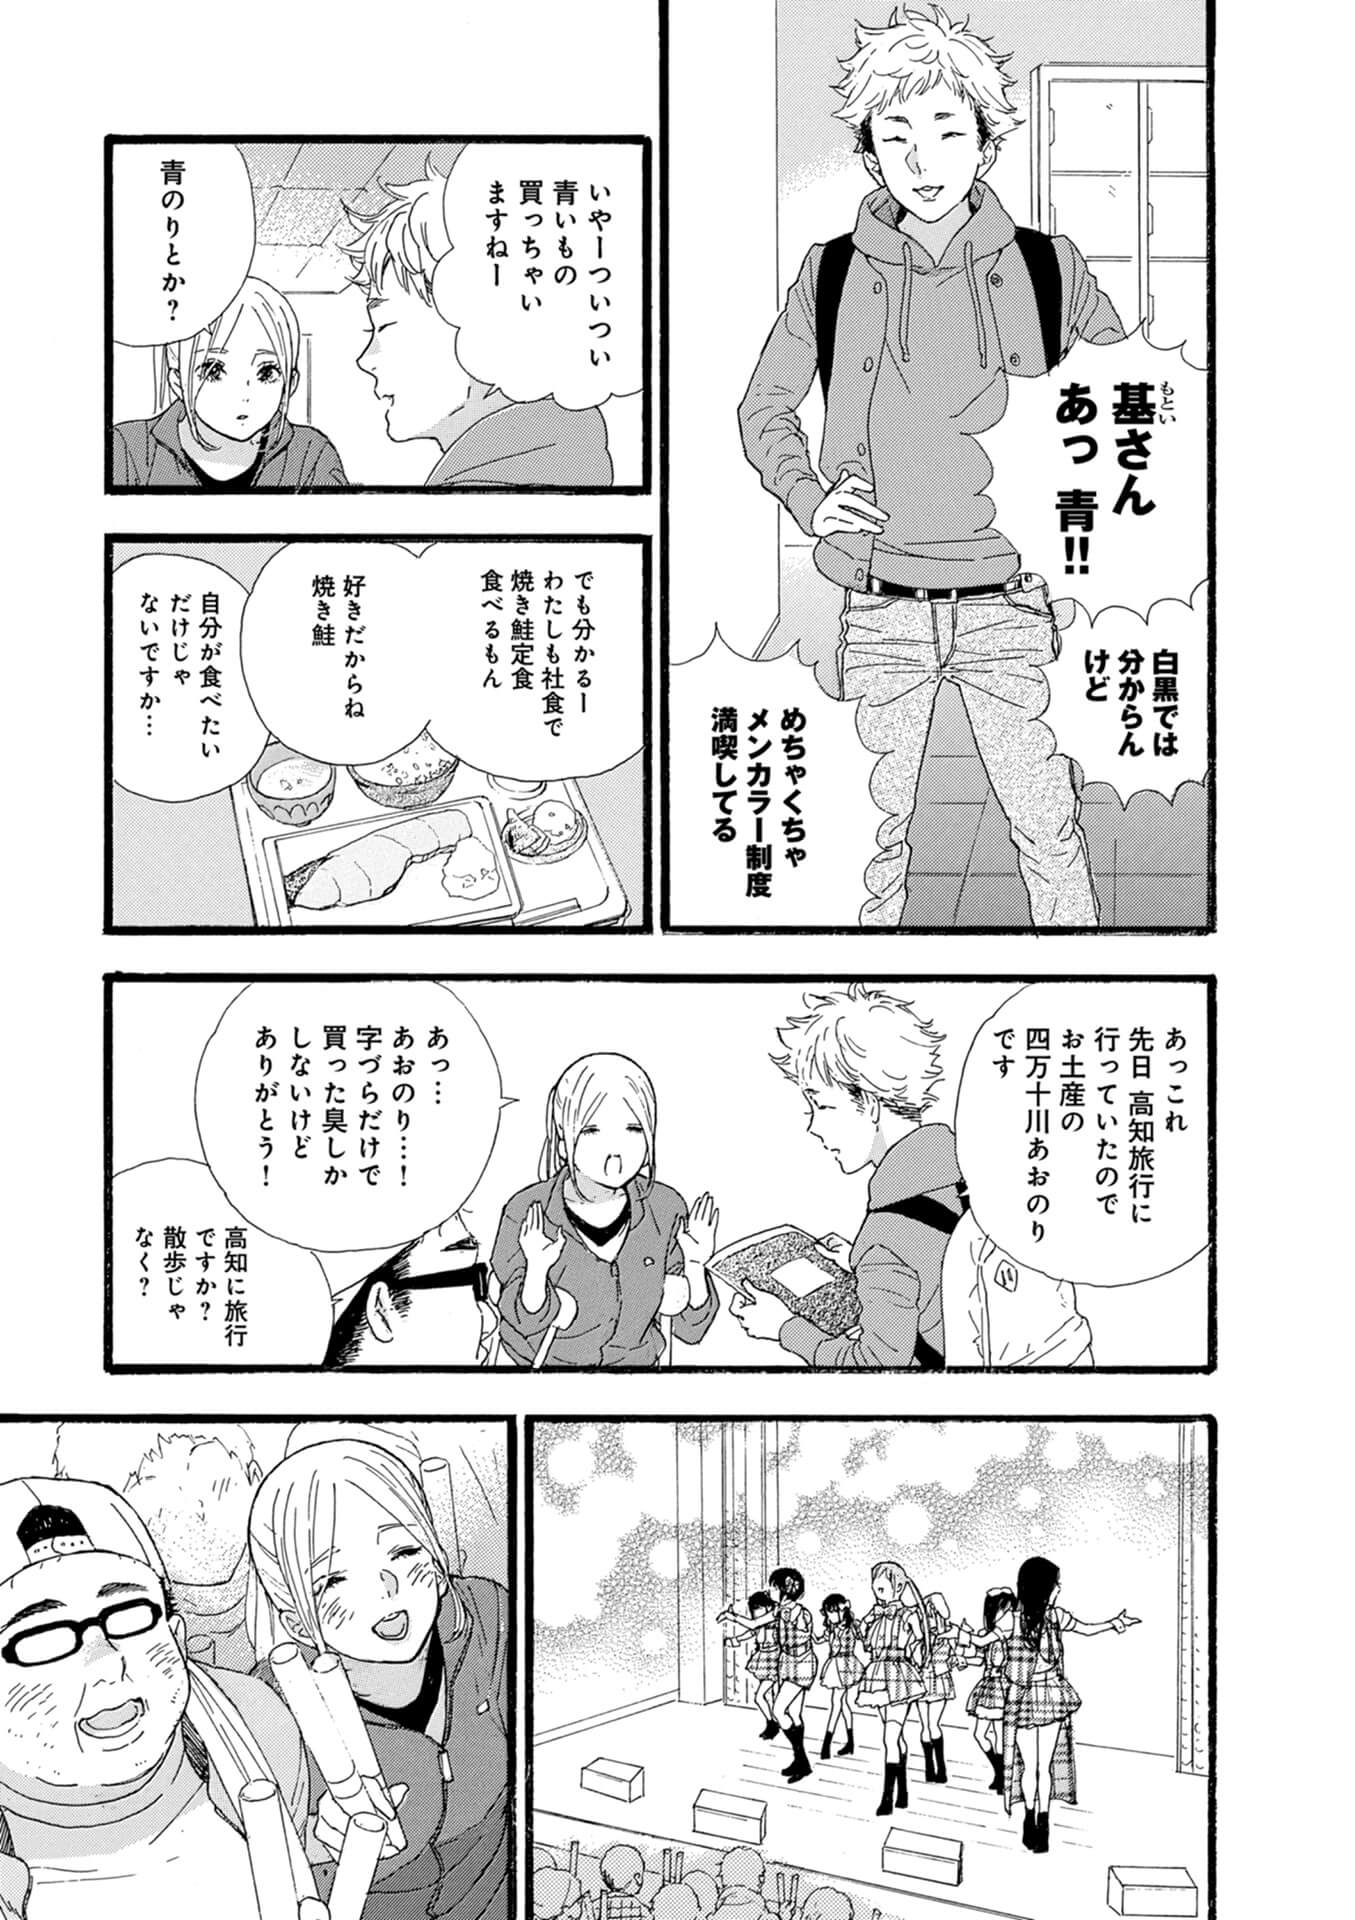 基さん
もとい
あっ 青!!
白黒では
分からん
けど
めちゃくちゃ
メンカラー制度
満喫してる
いやーついつい
青いもの
買っちゃい
ますねー
青のりとか?
でも分かるー
わたしも社食で
焼き鮭定食
食べるもん
好きだからね
焼き鮭
自分が食べたい
だけじゃ
ないですか…
あっこれ
先日 高知旅行に
行っていたので
お土産の
四万十川あおのり
です
あっ…
あおのり…!
字づらだけで
買った臭しか
しないけど
ありがとう!
高知に旅行
ですか?
散歩じゃ
なく?